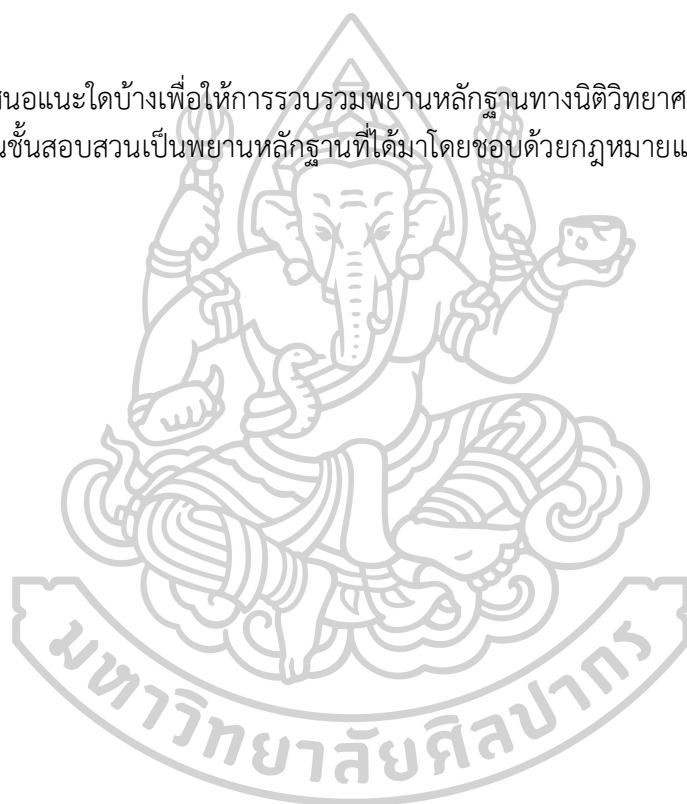 สนอแนะใดบ้างเพื่อให้การรวบรวมพยานหลักฐานทางนิติวิทยาศ
นชั้นสอบสวนเป็นพยานหลักฐานที่ได้มาโดยชอบด้วยกฎหมายแ
มหาวิทยาลัยศิลปากร